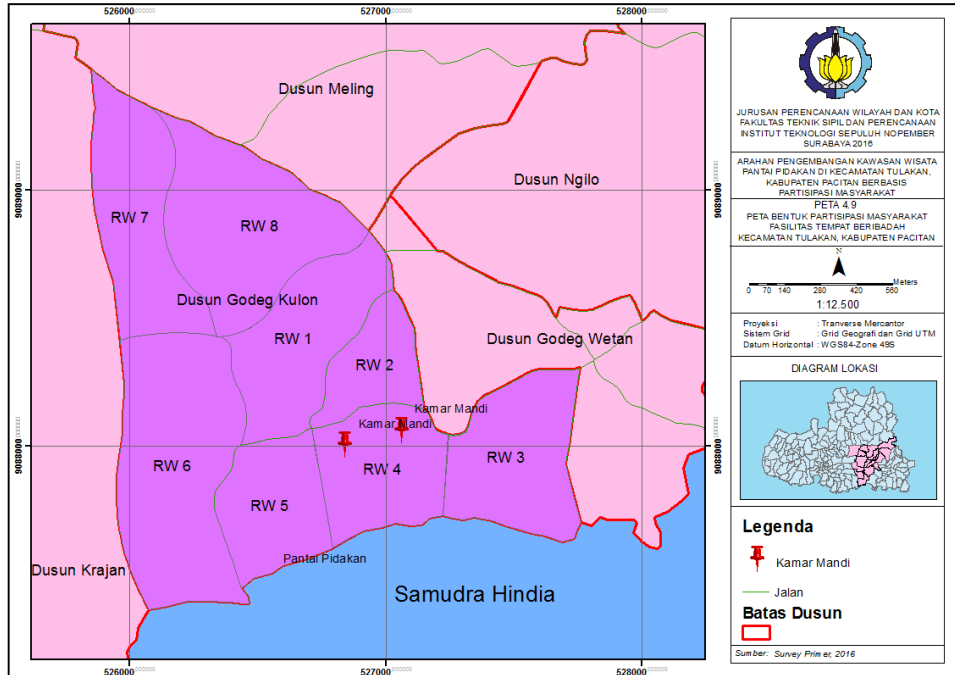 526000
527000
528000
9089000
9088000
Dusun Meling
Dusun Ngilo
RW 7
RW 8
Dusun Godeg Kulon
RW 1
Dusun Godeg Wetan
RW 2
Kamar Mandi
Kamar Mandi
RW 6
RW 4
RW 3
RW 5
Pantai Pidakan
Dusun Krajan
Samudra Hindia
526000
527000
528000
9089000
9088000
JURUSAN PERENCANAAN WILAYAH DAN KOTA
FAKULTAS TEKNIK SIPIL DAN PERENCANAAN
INSTITUT TEKNOLOGI SEPULUH NOPEMBER
SURABAYA 2016
ARAHAN PENGEMBANGAN KAWASAN WISATA
PANTAI PIDAKAN DI KECAMATAN TULAKAN,
KABUPATEN PACITAN BERBASIS
PARTISIPASI MASYARAKAT
PETA 4.9
PETA BENTUK PARTISIPASI MASYARAKAT
FASILITAS TEMPAT BERIBADAH
KECAMATAN TULAKAN, KABUPATEN PACITAN
N
Meters
0 70 140 280 420 560
1:12.500
Proyeksi : Tranverse Mercantor
Sistem Grid : Grid Geografi dan Grid UTM
Datum Horizontal : WGS84-Zone 49S
DIAGRAM LOKASI
Legenda
Kamar Mandi
Jalan
Batas Dusun
Sumber: Survey Primer, 2016